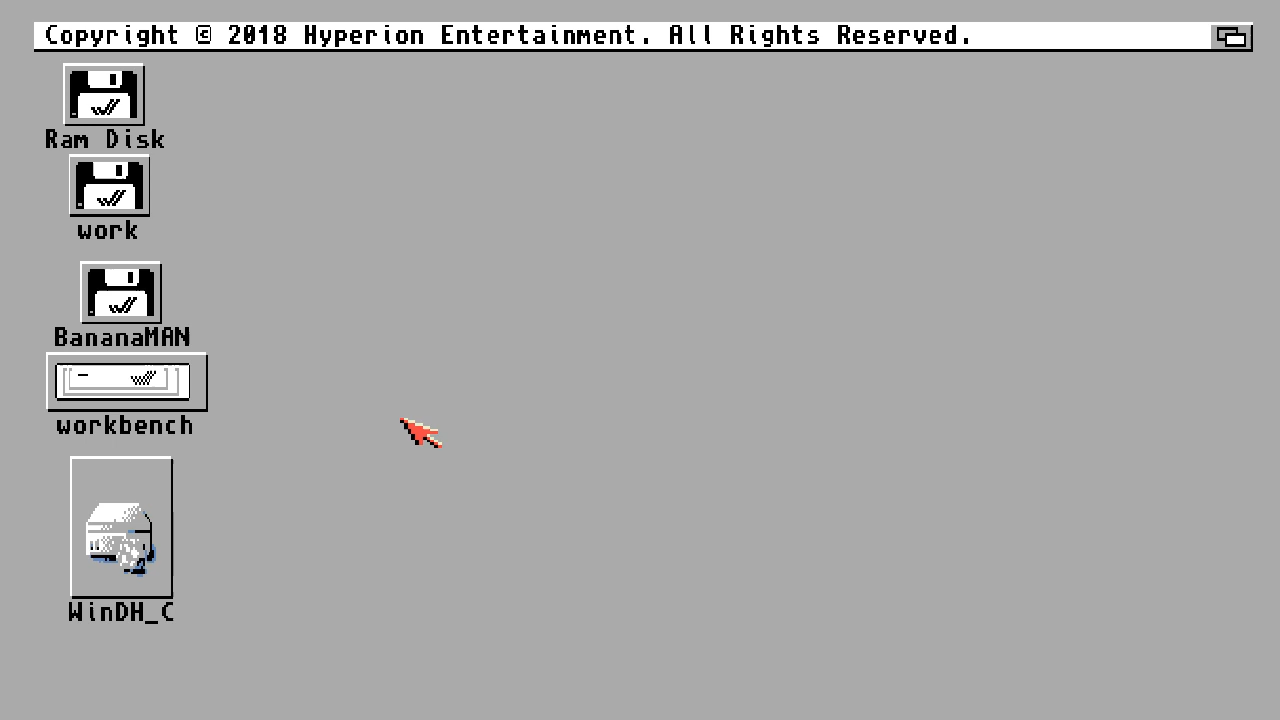 Copyright © 2018 Hyperion Entertainment. All Rights Reserved.
Ram Disk
work
BananaMAN
workbench
WinDH_C